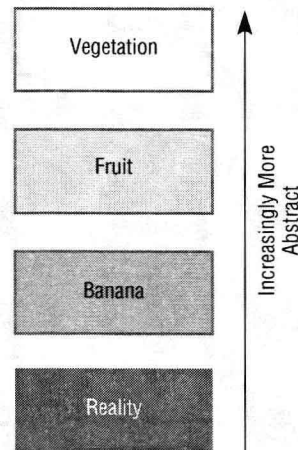 Vegetation
Fruit
Banana
Reality
Increasingly More
Abstract